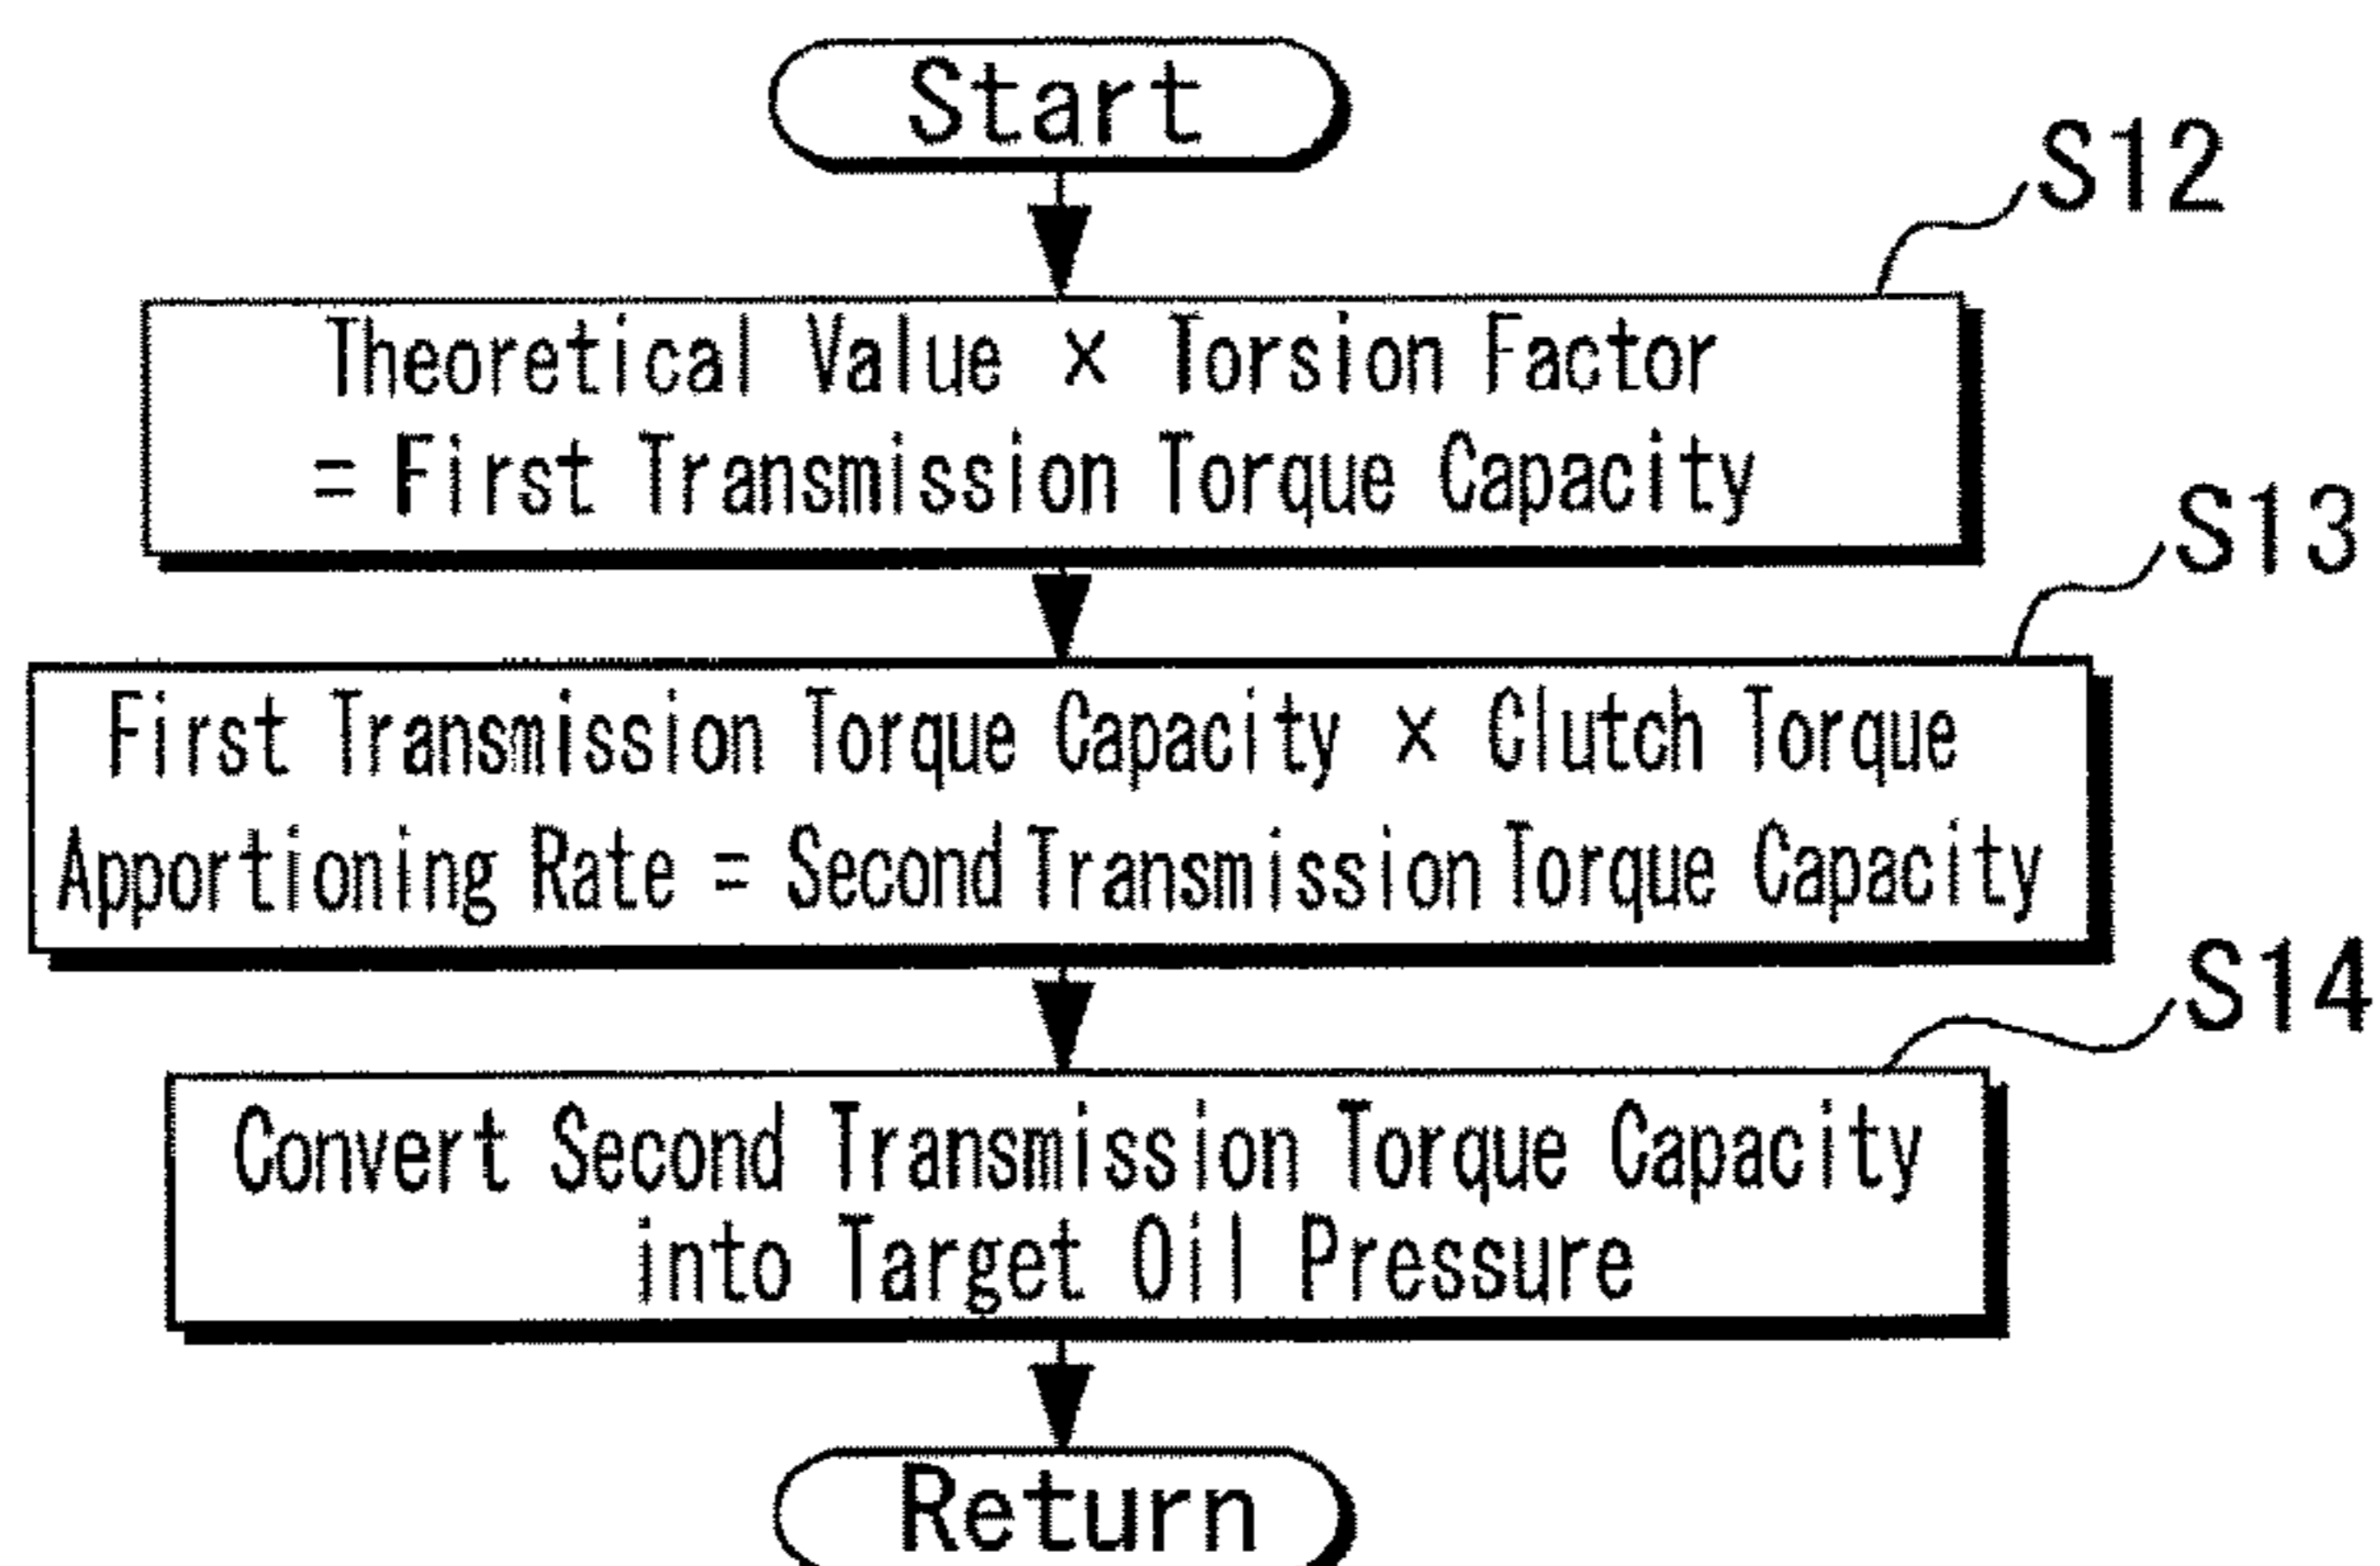 Start
S12
Theoretical Value × Torsion Factor
= First Transmission Torque Capacity
S13
First Transmission Torque Capacity × Clutch Torque
Apportioning Rate = Second Transmission Torque Capacity
S14
Convert Second Transmission Torque Capacity
into Target Oil Pressure
Return